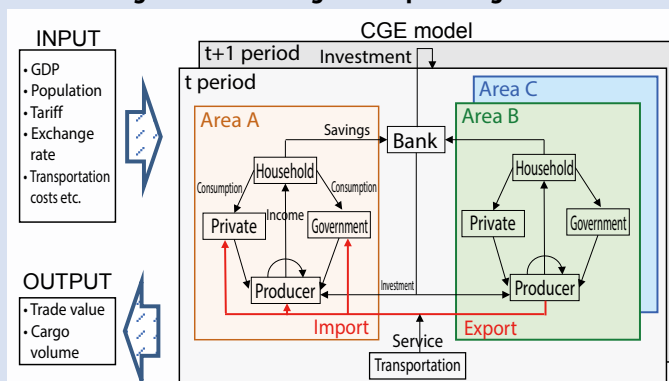 CGE model
INPUT
• GDP
• Population
• Tariff
• Exchange
rate
• Transportation
costs etc.
OUTPUT
• Trade value
• Cargo
volume
t+1 period
Investment
t period
Area A
Savings
Bank
Area C
Area B
Household
Consumption
Consumption
Private
Income
Government
Producer
Investment
Import
Household
Private
Government
Producer
Export
Service
Transportation